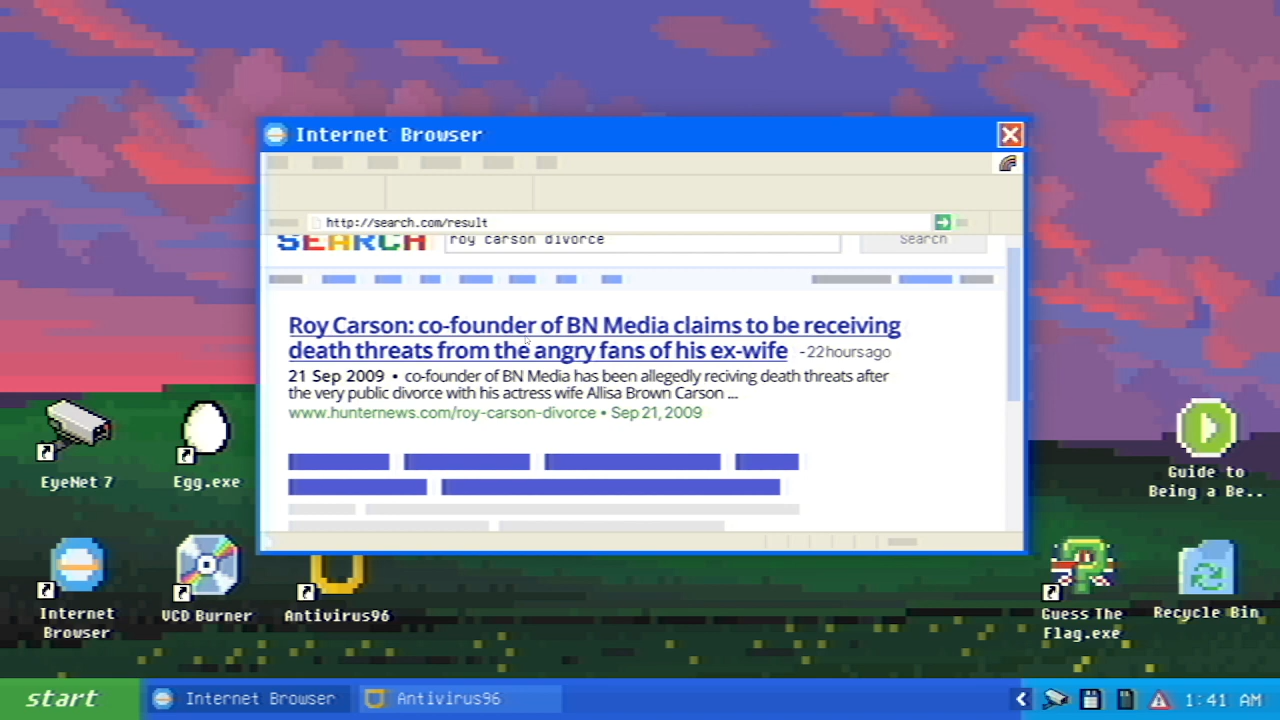 Internet Browser
http://search.com/result
SEARCH
roy carson divorce
Search
Roy Carson: co-founder of BN Media claims to be receiving
death threats from the angry fans of his ex-wife - 22 hours ago
21 Sep 2009 • co-founder of BN Media has been allegedly reciving death threats after
the very public divorce with his actress wife Allisa Brown Carson ...
www.hunternews.com/roy-carson-divorce • Sep 21, 2009
EyeNet 7
Egg.exe
Guide to
Being a Be..
Internet
Browser
VCD Burner
Antivirus96
Guess The
Flag.exe
Recycle Bin
start
Internet Browser
Antivirus96
1:41 AM